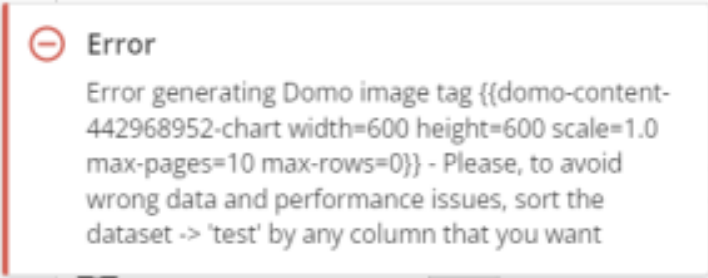 Error
Error generating Domo image tag {{domo-content-
442968952-chart width=600 height=600 scale=1.0
max-pages=10 max-rows=0}} - Please, to avoid
wrong data and performance issues, sort the
dataset -> 'test' by any column that you want